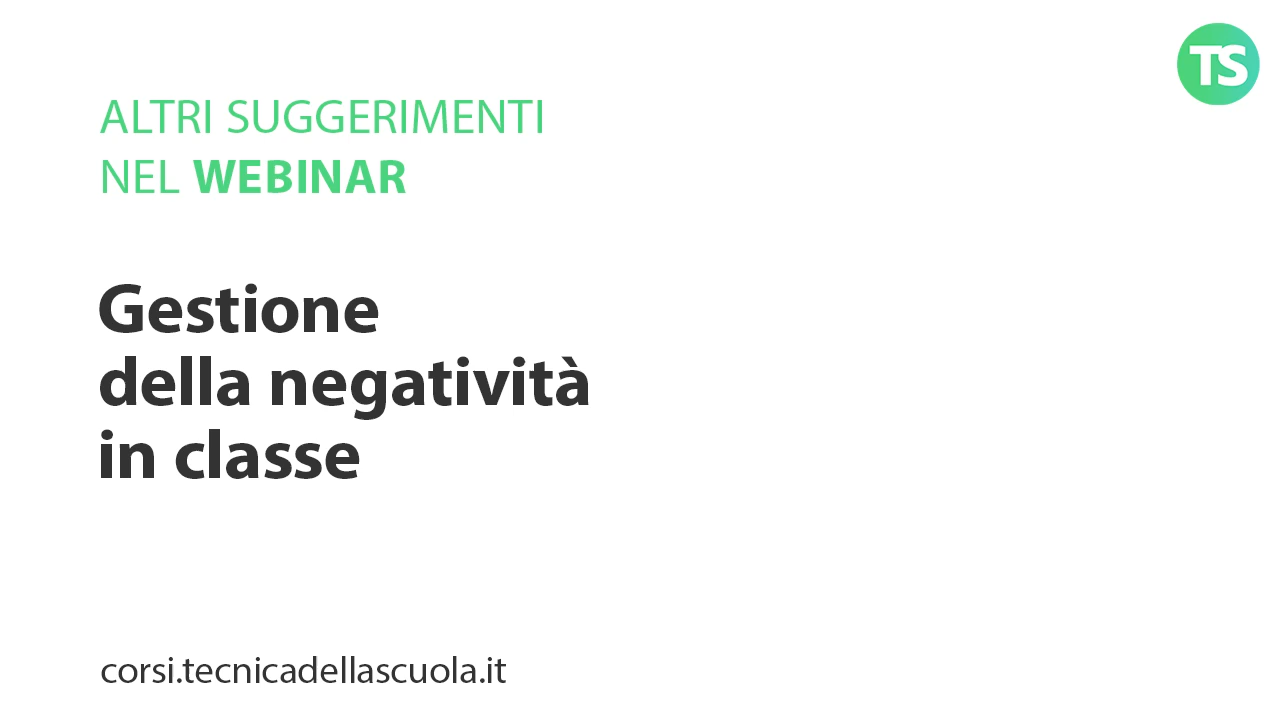 TS
ALTRI SUGGERIMENTI
NEL WEBINAR
Gestione
della negatività
in classe
corsi.tecnicadellascuola.it